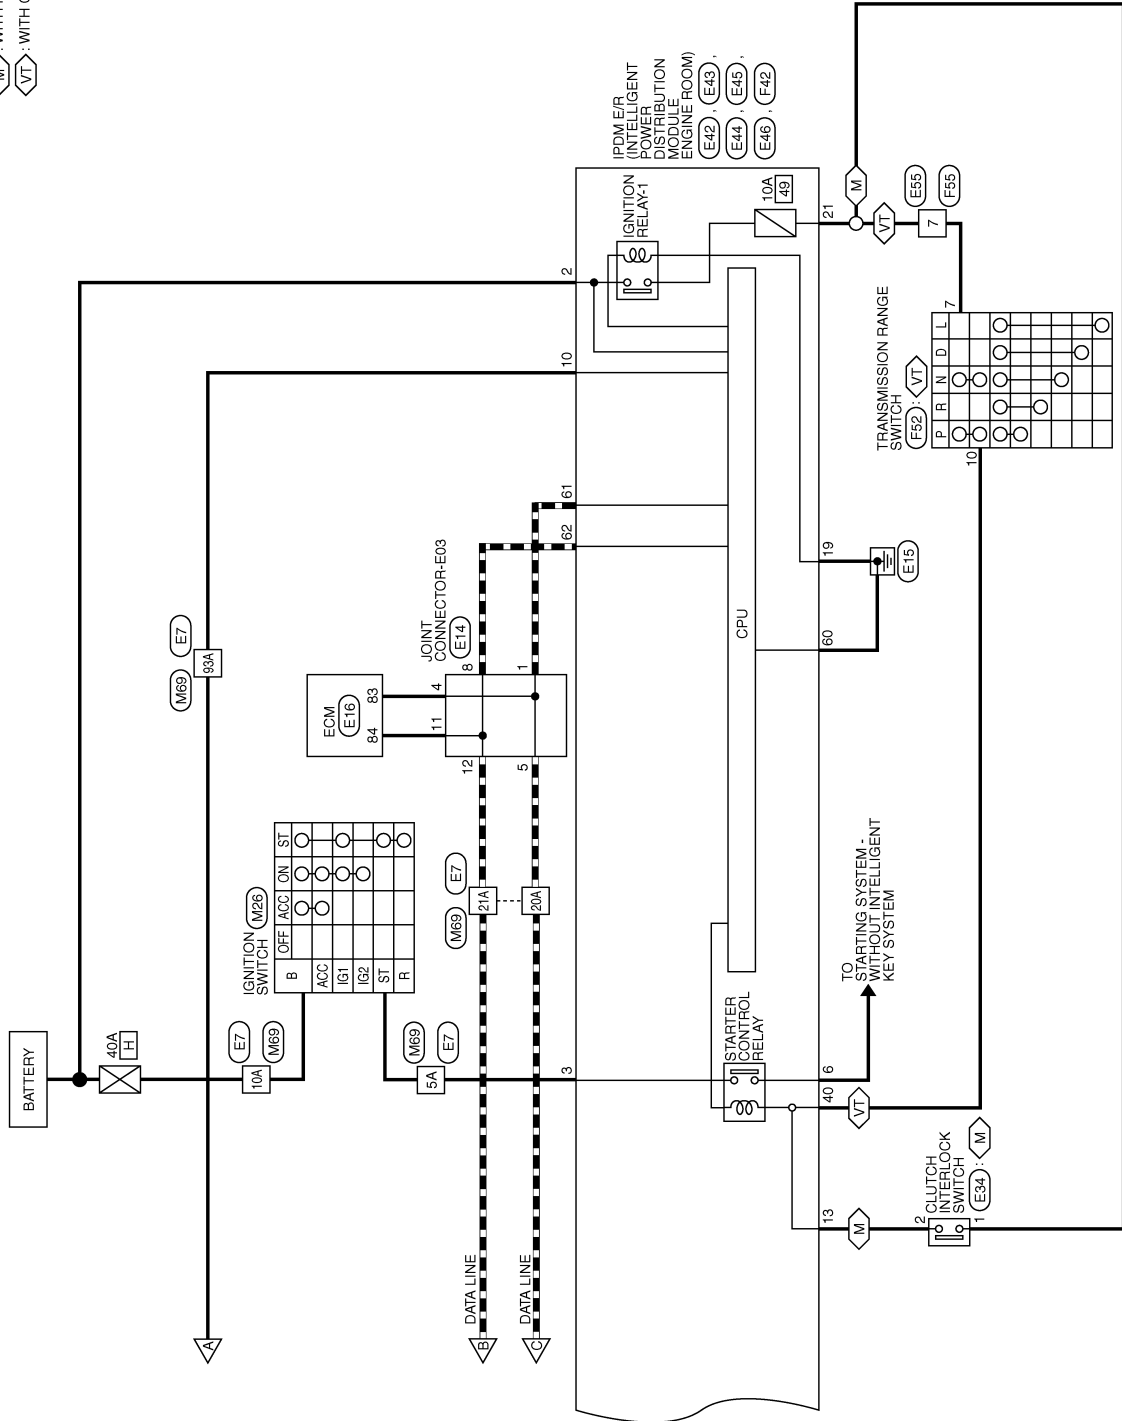 M : WITH
VT : WITH
BATTERY
40A
H
E7
M69
10A
IGNITION
SWITCH
M26
OFF
ACC
ON
ST
B
ACC
IG1
IG2
ST
R
M69
E7
5A
3
A
M69
E7
93A
10
2
ECM
E16
84
83
11
4
JOINT
CONNECTOR-E03
E14
12
8
5
1
62
61
M69
E7
21A
20A
DATA LINE
B
DATA LINE
C
IPDM E/R
(INTELLIGENT
POWER
DISTRIBUTION
MODULE
ENGINE ROOM)
E42 , E43 ,
E44 , E45 ,
E46 , F42
IGNITION
RELAY-1
10A
49
CPU
STARTER
CONTROL
RELAY
21
M
VT
E55
F55
7
7
TRANSMISSION RANGE
SWITCH
F52 : VT
P
R
N
D
L
10
19
60
E15
TO
STARTING SYSTEM -
WITHOUT INTELLIGENT
KEY SYSTEM
6
40
VT
13
M
2
1
CLUTCH
INTERLOCK
SWITCH
E34 : M